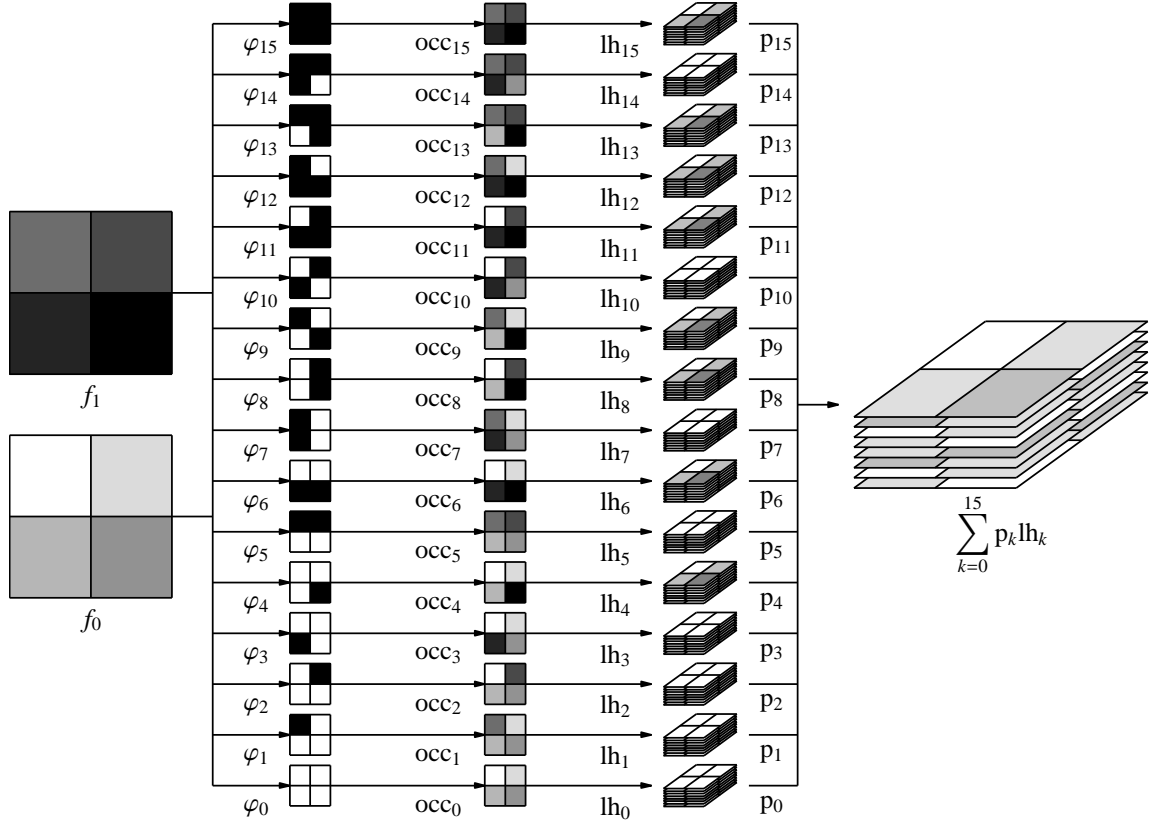 φ₁₅ occ₁₅ lh₁₅ p₁₅
φ₁₄ occ₁₄ lh₁₄ p₁₄
φ₁₃ occ₁₃ lh₁₃ p₁₃
φ₁₂ occ₁₂ lh₁₂ p₁₂
φ₁₁ occ₁₁ lh₁₁ p₁₁
φ₁₀ occ₁₀ lh₁₀ p₁₀
φ₉ occ₉ lh₉ p₉
f₁ φ₈ occ₈ lh₈ p₈
φ₇ occ₇ lh₇ p₇
φ₆ occ₆ lh₆ p₆
φ₅ occ₅ lh₅ p₅
φ₄ occ₄ lh₄ p₄
f₀
φ₃ occ₃ lh₃ p₃
φ₂ occ₂ lh₂ p₂
φ₁ occ₁ lh₁ p₁
φ₀ occ₀ lh₀ p₀
15
∑ pₖlhₖ
k=0